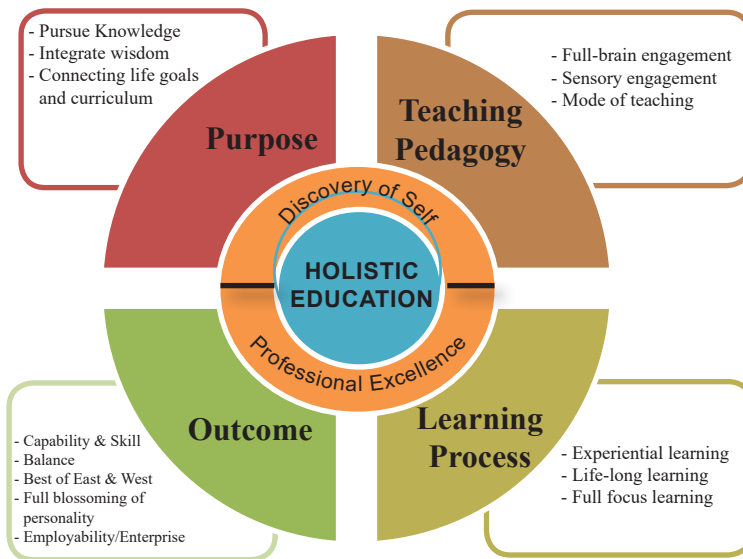 - Pursue Knowledge
- Integrate wisdom
- Connecting life goals
and curriculum
Purpose
- Full-brain engagement
- Sensory engagement
- Mode of teaching
Teaching
Pedagogy
Discovery of Self
HOLISTIC
EDUCATION
Professional Excellence
Outcome
- Capability & Skill
- Balance
- Best of East & West
- Full blossoming of
personality
- Employability/Enterprise
Learning
Process
- Experiential learning
- Life-long learning
- Full focus learning